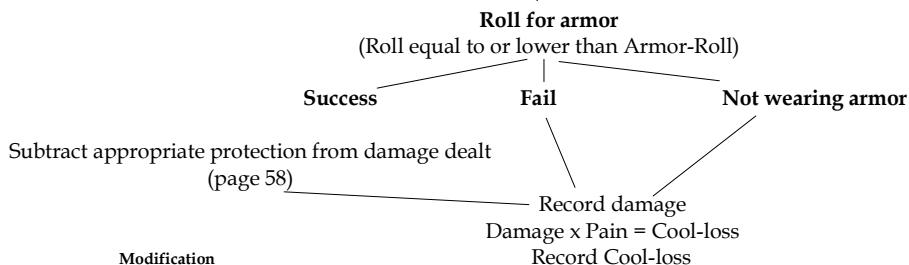 Roll for armor
(Roll equal to or lower than Armor-Roll)
Success Fail Not wearing armor
Subtract appropriate protection from damage dealt
(page 58)
Record damage
Damage x Pain = Cool-loss
Modification Record Cool-loss